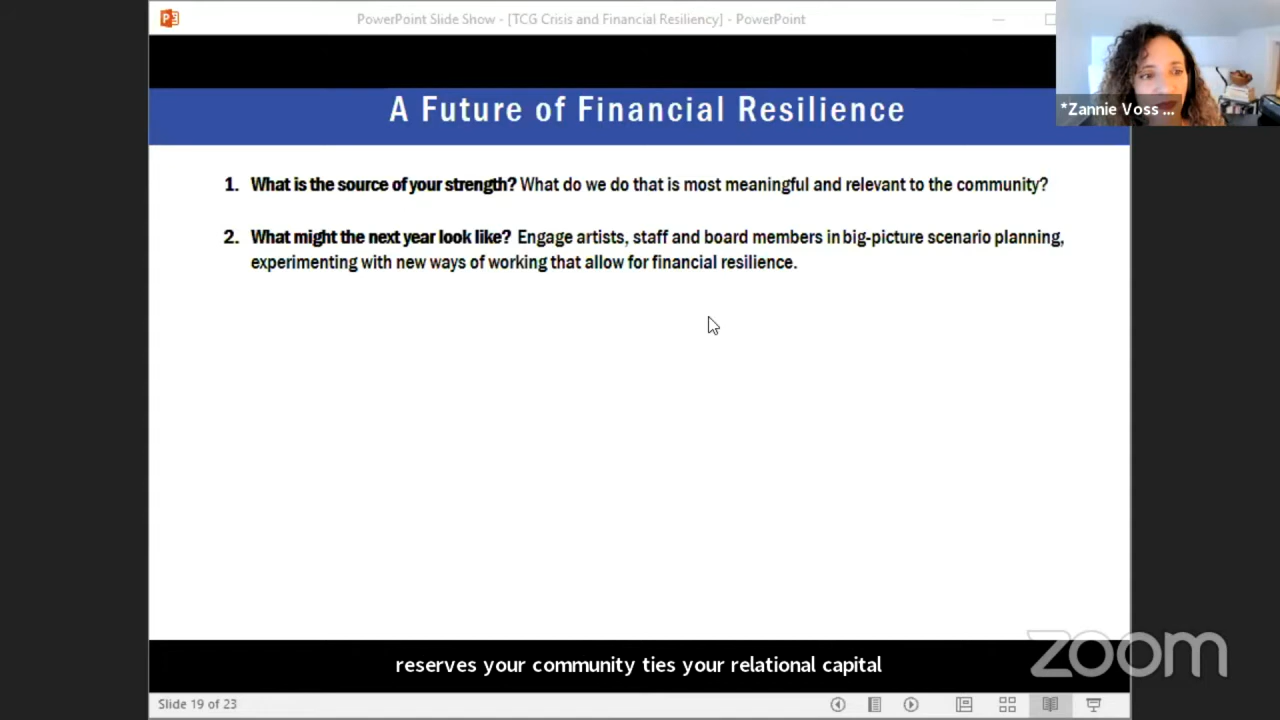 PowerPoint Slide Show - [TCG Crisis and Financial Resiliency] - PowerPoint
*Zannie Voss ...
A Future of Financial Resilience
1. What is the source of your strength? What do we do that is most meaningful and relevant to the community?
2. What might the next year look like? Engage artists, staff and board members in big-picture scenario planning,
experimenting with new ways of working that allow for financial resilience.
reserves your community ties your relational capital
zoom
Slide 19 of 23